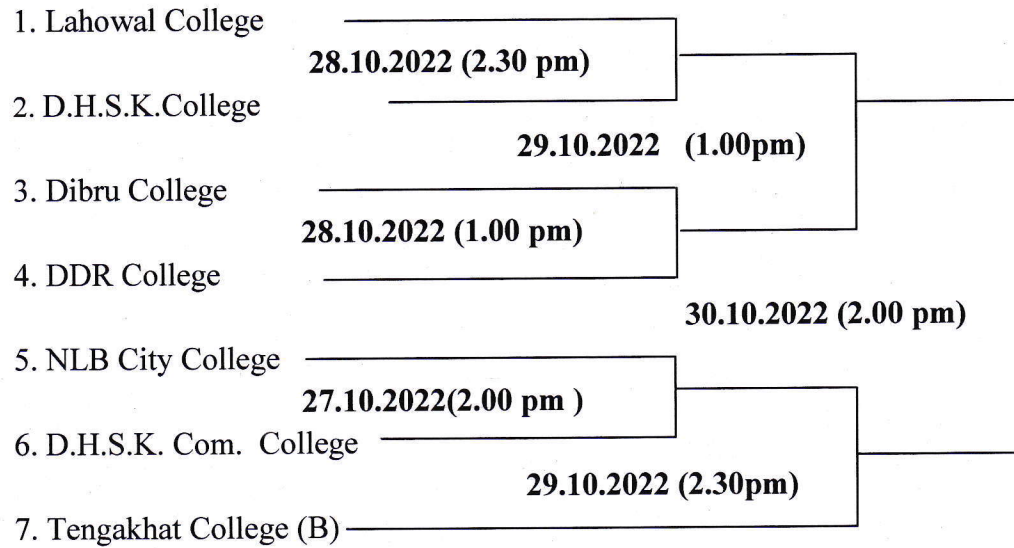 1. Lahowal College
28.10.2022 (2.30 pm)
2. D.H.S.K.College
29.10.2022 (1.00pm)
3. Dibru College
28.10.2022 (1.00 pm)
4. DDR College
30.10.2022 (2.00 pm)
5. NLB City College
27.10.2022(2.00 pm )
6. D.H.S.K. Com. College
29.10.2022 (2.30pm)
7. Tengakhat College (B)